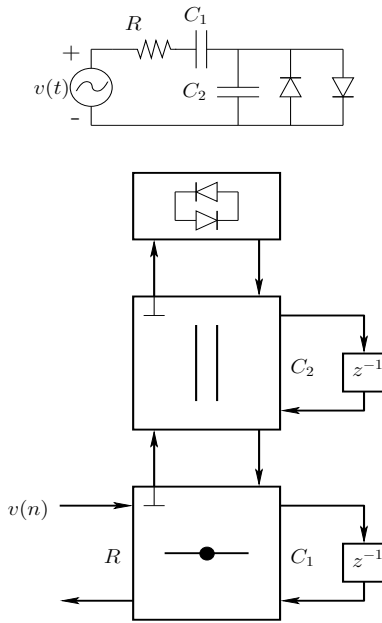 R
C₁
+
v(t)
C₂
-
C₂
z⁻¹
v(n)
R
C₁
z⁻¹